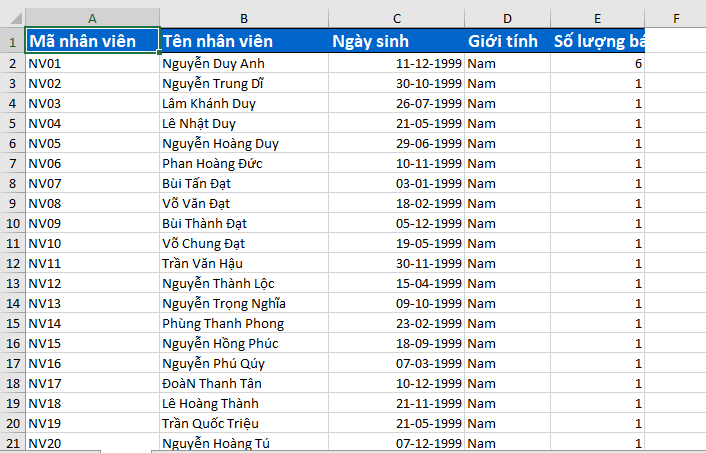 A B C D E F
1 Mã nhân viên Tên nhân viên Ngày sinh Giới tính Số lượng bá
2 NV01 Nguyễn Duy Anh 11-12-1999 Nam 6
3 NV02 Nguyễn Trung Dĩ 30-10-1999 Nam 1
4 NV03 Lâm Khánh Duy 26-07-1999 Nam 1
5 NV04 Lê Nhật Duy 21-05-1999 Nam 1
6 NV05 Nguyễn Hoàng Duy 29-06-1999 Nam 1
7 NV06 Phan Hoàng Đức 10-11-1999 Nam 1
8 NV07 Bùi Tấn Đạt 03-01-1999 Nam 1
9 NV08 Võ Văn Đạt 18-02-1999 Nam 1
10 NV09 Bùi Thành Đạt 05-12-1999 Nam 1
11 NV10 Võ Chung Đạt 19-05-1999 Nam 1
12 NV11 Trần Văn Hậu 30-11-1999 Nam 1
13 NV12 Nguyễn Thành Lộc 15-04-1999 Nam 1
14 NV13 Nguyễn Trọng Nghĩa 09-10-1999 Nam 1
15 NV14 Phùng Thanh Phong 23-02-1999 Nam 1
16 NV15 Nguyễn Hồng Phúc 18-09-1999 Nam 1
17 NV16 Nguyễn Phú Qúy 07-03-1999 Nam 1
18 NV17 ĐoàN Thanh Tân 10-12-1999 Nam 1
19 NV18 Lê Hoàng Thành 21-11-1999 Nam 1
20 NV19 Trần Quốc Triệu 21-05-1999 Nam 1
21 NV20 Nguyễn Hoàng Tú 07-12-1999 Nam 1